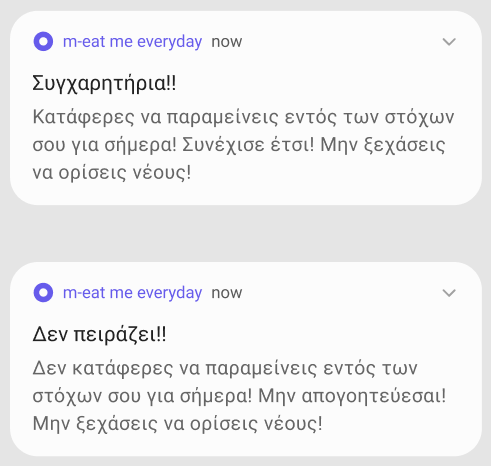 m-eat me everyday now
Συγχαρητήρια!!
Κατάφερες να παραμείνεις εντός των στόχων
σου για σήμερα! Συνέχισε έτσι! Μην ξεχάσεις
να ορίσεις νέους!
m-eat me everyday now
Δεν πειράζει!!
Δεν κατάφερες να παραμείνεις εντός των
στόχων σου για σήμερα! Μην απογοητεύεσαι!
Μην ξεχάσεις να ορίσεις νέους!